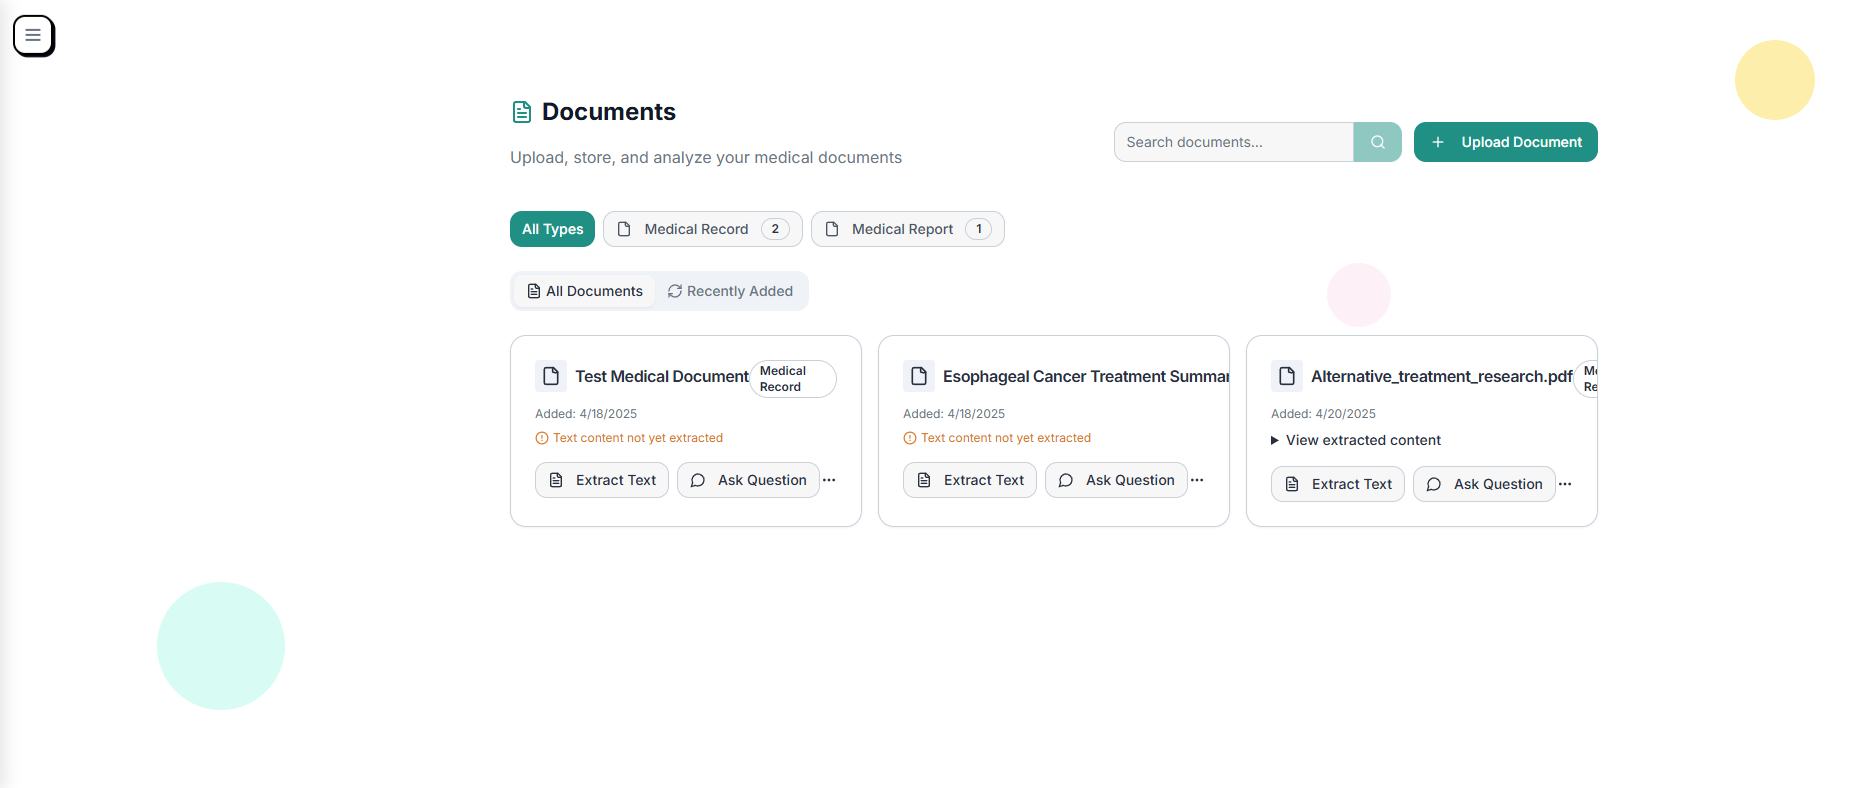 Documents
Upload, store, and analyze your medical documents
Search documents...
Upload Document
All Types
Medical Record 2
Medical Report 1
All Documents
Recently Added
Test Medical Document
Medical
Record
Added: 4/18/2025
Text content not yet extracted
Extract Text
Ask Question
Esophageal Cancer Treatment Summar
Added: 4/18/2025
Text content not yet extracted
Extract Text
Ask Question
Alternative_treatment_research.pdf
Added: 4/20/2025
View extracted content
Extract Text
Ask Question